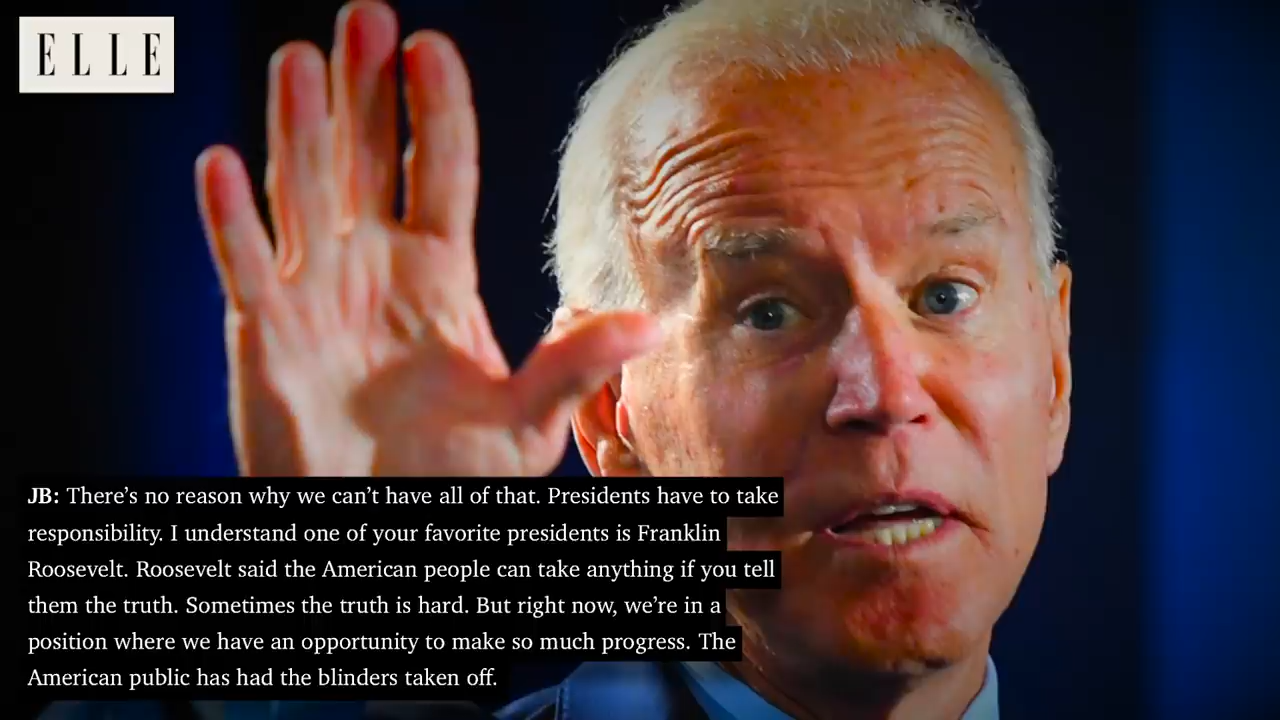 ELLE
JB: There’s no reason why we can’t have all of that. Presidents have to take
responsibility. I understand one of your favorite presidents is Franklin
Roosevelt. Roosevelt said the American people can take anything if you tell
them the truth. Sometimes the truth is hard. But right now, we’re in a
position where we have an opportunity to make so much progress. The
American public has had the blinders taken off.